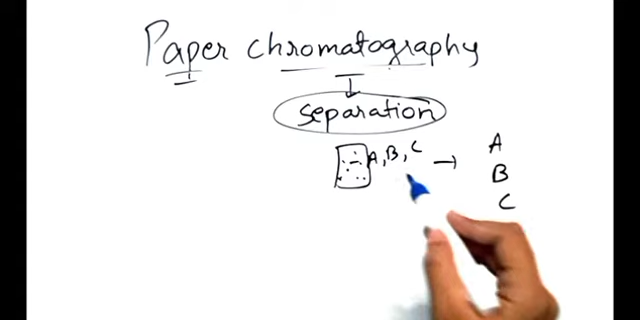 Paper chromatography
separation
A, B, C → A
B
C